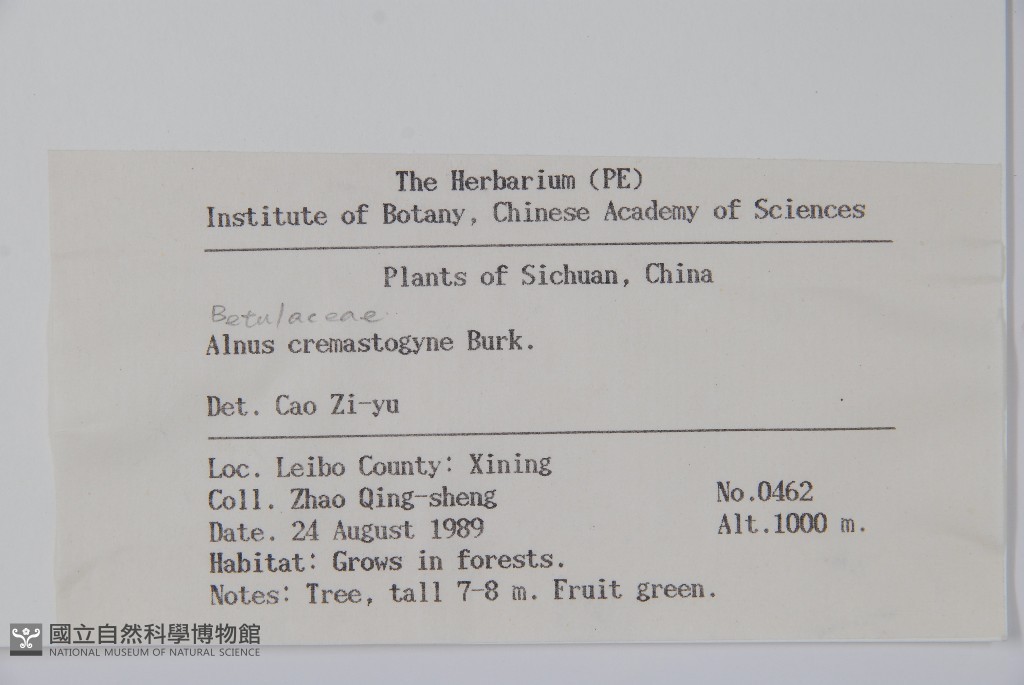 The Herbarium (PE)
Institute of Botany, Chinese Academy of Sciences
Plants of Sichuan, China
Betulaceae
Alnus cremastogyne Burk.
Det. Cao Zi-yu
Loc. Leibo County: Xining
Coll. Zhao Qing-sheng No.0462
Date. 24 August 1989 Alt.1000 m.
Habitat: Grows in forests.
Notes: Tree, tall 7-8 m. Fruit green.
國立自然科學博物館
NATIONAL MUSEUM OF NATURAL SCIENCE